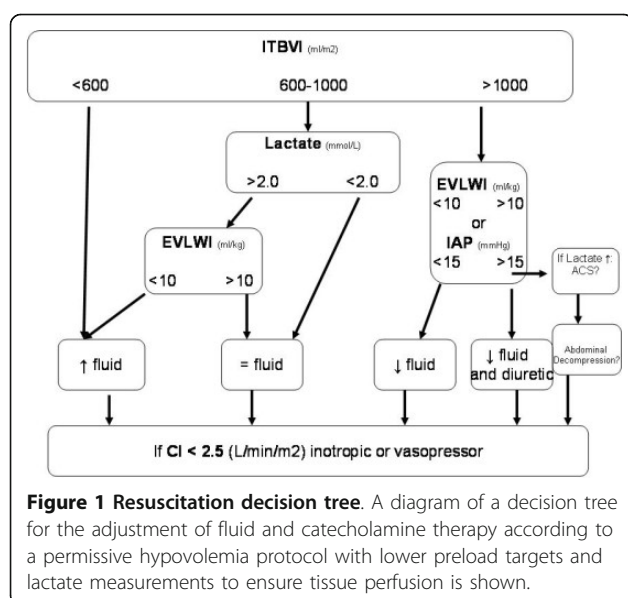 ITBVI (ml/m2)
<600 600-1000 >1000
Lactate (mmol/L)
>2.0 <2.0
EVLWI (ml/kg)
<10 >10
or
IAP (mmHg)
<15 >15
EVLWI (ml/kg)
<10 >10
If Lactate ↑:
ACS?
↑ fluid
= fluid
↓ fluid
↓ fluid
and diuretic
Abdominal
Decompression?
If CI < 2.5 (L/min/m2) inotropic or vasopressor
Figure 1 Resuscitation decision tree. A diagram of a decision tree
for the adjustment of fluid and catecholamine therapy according to
a permissive hypovolemia protocol with lower preload targets and
lactate measurements to ensure tissue perfusion is shown.